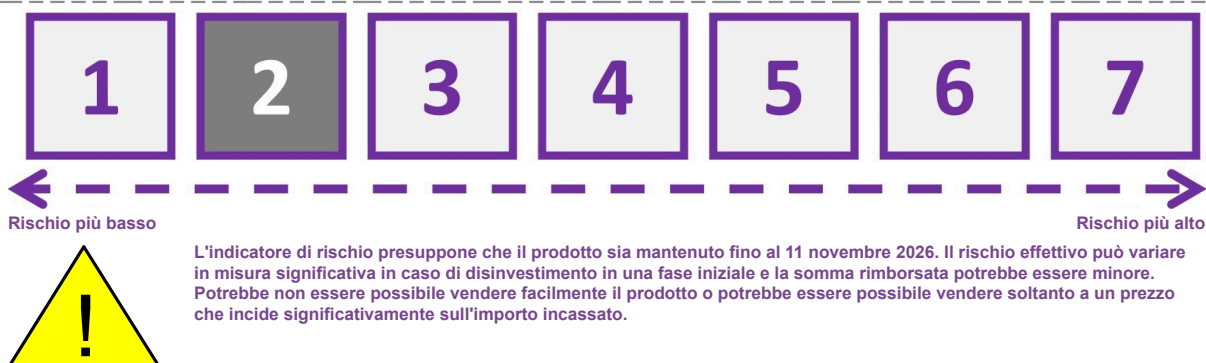 1 2 3 4 5 6 7
Rischio più basso Rischio più alto
L'indicatore di rischio presuppone che il prodotto sia mantenuto fino al 11 novembre 2026. Il rischio effettivo può variare
in misura significativa in caso di disinvestimento in una fase iniziale e la somma rimborsata potrebbe essere minore.
Potrebbe non essere possibile vendere facilmente il prodotto o potrebbe essere possibile vendere soltanto a un prezzo
che incide significativamente sull'importo incassato.
!